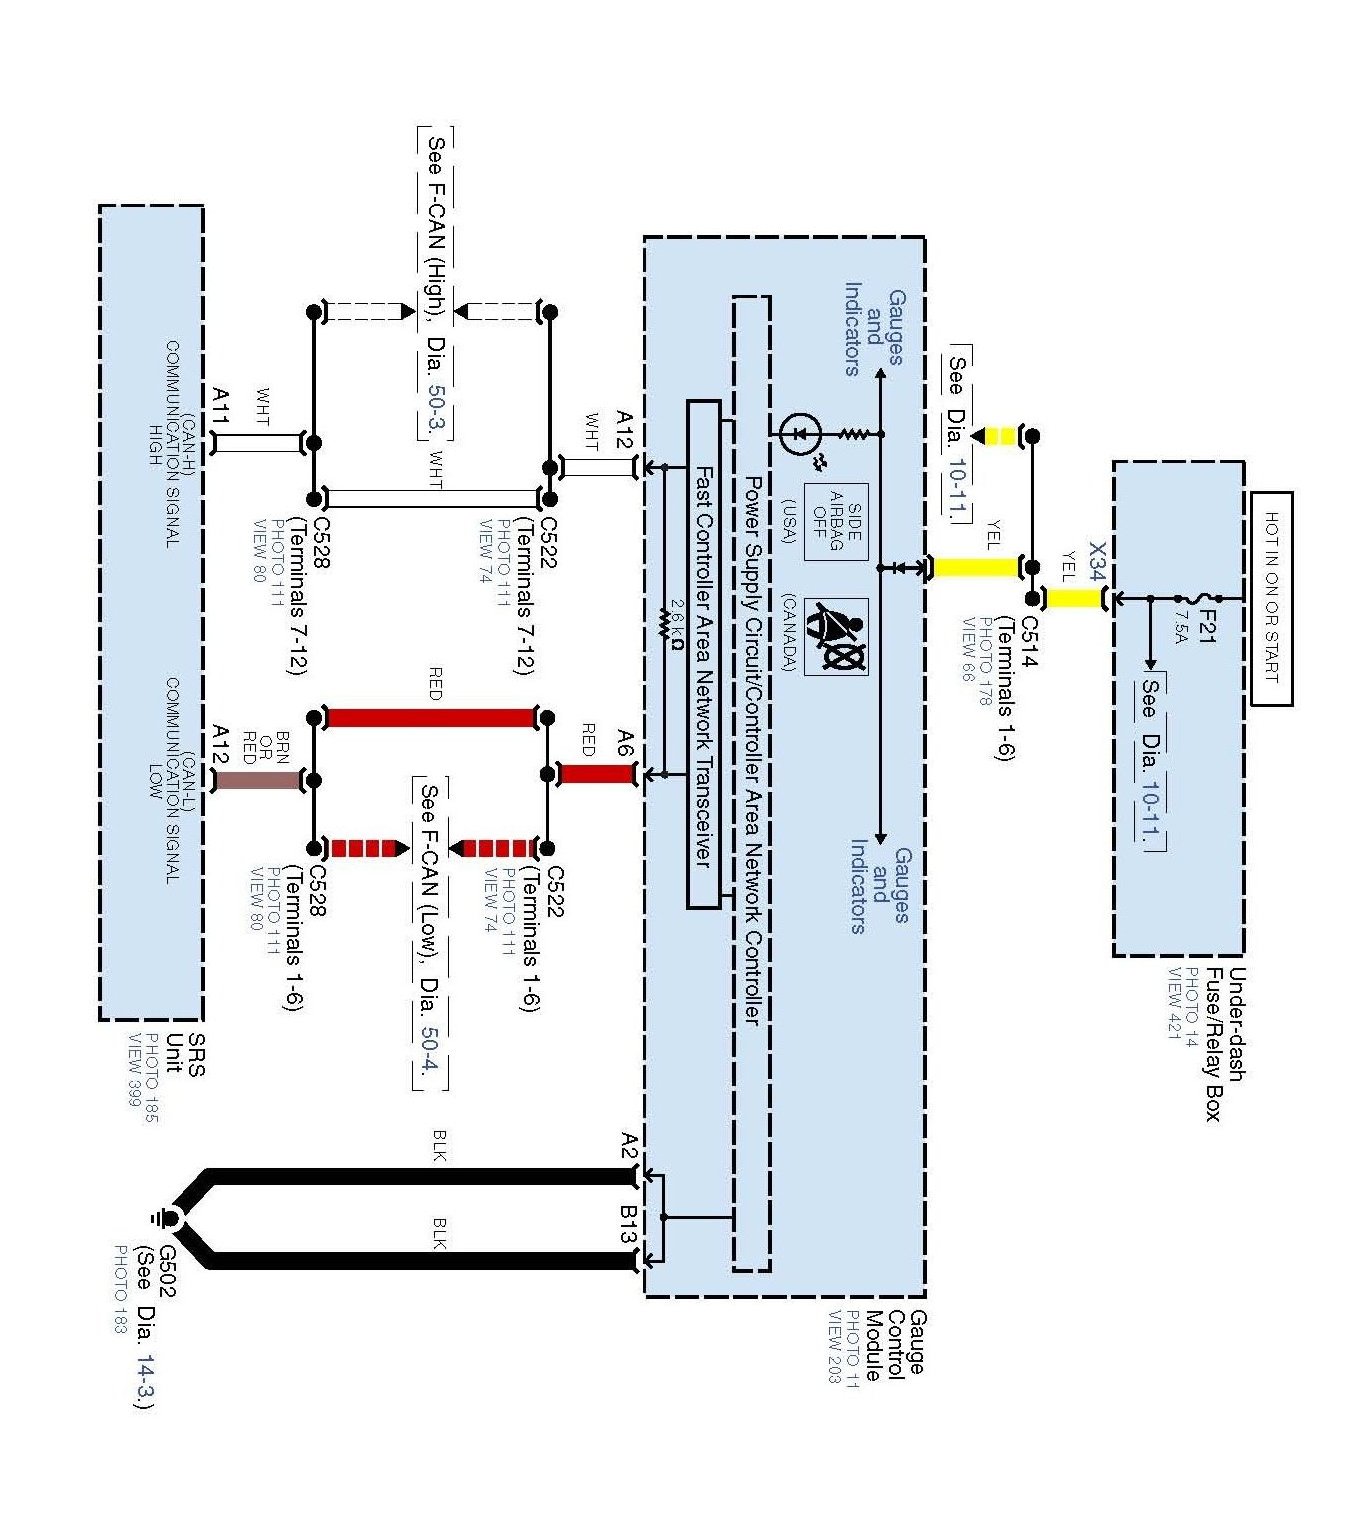 HOT IN ON OR START
F21
7.5A
See Dia. 10-11.
Under-dash
Fuse/Relay Box
PHOTO 14
VIEW 421
X34
YEL
C514
(Terminals 1-6)
PHOTO 178
VIEW 66
YEL
See Dia. 10-11.
Gauges
and
Indicators
Gauges
and
Indicators
SIDE
AIRBAG
OFF
(USA)
(CANADA)
Power Supply Circuit/Controller Area Network Controller
Fast Controller Area Network Transceiver
2.6 k Ω
Gauge
Control
Module
PHOTO 11
VIEW 203
A12
WHT
A6
RED
A2
B13
C522
(Terminals 7-12)
PHOTO 111
VIEW 74
C522
(Terminals 1-6)
PHOTO 111
VIEW 74
See F-CAN (High), Dia. 50-3.
WHT
RED
See F-CAN (Low), Dia. 50-4.
BLK
BLK
C528
(Terminals 7-12)
PHOTO 111
VIEW 80
C528
(Terminals 1-6)
PHOTO 111
VIEW 80
WHT
A11
BRN
OR
RED
A12
(CAN-H)
COMMUNICATION SIGNAL
HIGH
(CAN-L)
COMMUNICATION SIGNAL
LOW
SRS
Unit
PHOTO 185
VIEW 399
G502
(See Dia. 14-3.)
PHOTO 183